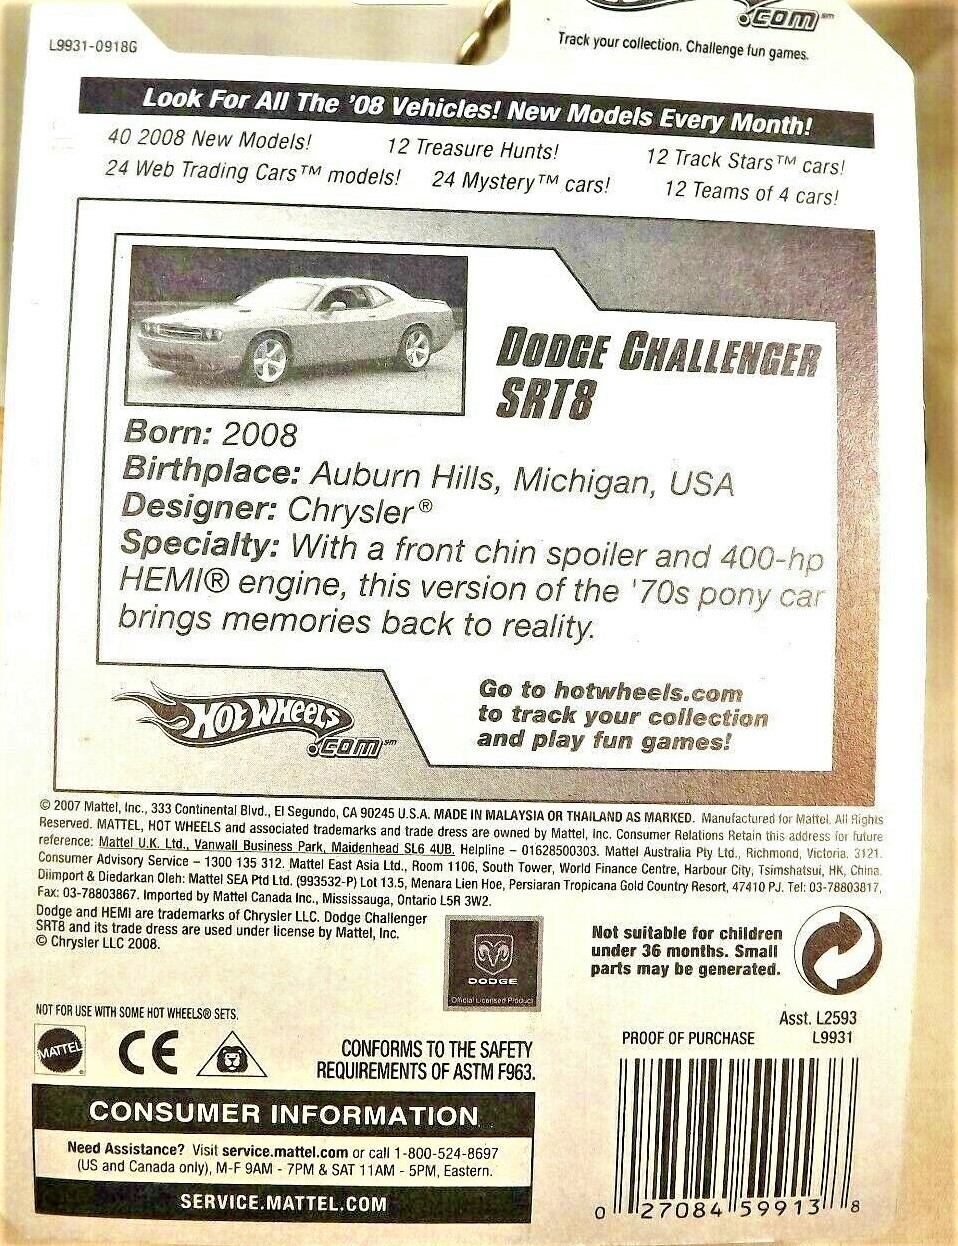 .com℠
L9931-0918G
Track your collection. Challenge fun games.
Look For All The '08 Vehicles! New Models Every Month!
40 2008 New Models! 12 Treasure Hunts! 12 Track Stars™ cars!
24 Web Trading Cars™ models! 24 Mystery™ cars! 12 Teams of 4 cars!
DODGE CHALLENGER
SRT8
Born: 2008
Birthplace: Auburn Hills, Michigan, USA
Designer: Chrysler®
Specialty: With a front chin spoiler and 400-hp
HEMI® engine, this version of the '70s pony car
brings memories back to reality.
HOT WHEELS
.com℠
Go to hotwheels.com
to track your collection
and play fun games!
© 2007 Mattel, Inc., 333 Continental Blvd., El Segundo, CA 90245 U.S.A. MADE IN MALAYSIA OR THAILAND AS MARKED. Manufactured for Mattel. All Rights
Reserved. MATTEL, HOT WHEELS and associated trademarks and trade dress are owned by Mattel, Inc. Consumer Relations Retain this address for future
reference: Mattel U.K. Ltd., Vanwall Business Park, Maidenhead SL6 4UB. Helpline – 01628500303. Mattel Australia Pty Ltd., Richmond, Victoria. 3121.
Consumer Advisory Service – 1300 135 312. Mattel East Asia Ltd., Room 1106, South Tower, World Finance Centre, Harbour City, Tsimshatsui, HK, China.
Diimport & Diedarkan Oleh: Mattel SEA Ptd Ltd. (993532-P) Lot 13.5, Menara Lien Hoe, Persiaran Tropicana Gold Country Resort, 47410 PJ. Tel: 03-78803817,
Fax: 03-78803867. Imported by Mattel Canada Inc., Mississauga, Ontario L5R 3W2.
Dodge and HEMI are trademarks of Chrysler LLC. Dodge Challenger
SRT8 and its trade dress are used under license by Mattel, Inc.
© Chrysler LLC 2008.
DODGE
Official Licensed Product
Not suitable for children
under 36 months. Small
parts may be generated.
NOT FOR USE WITH SOME HOT WHEELS® SETS.
MATTEL®
CE
CONFORMS TO THE SAFETY
REQUIREMENTS OF ASTM F963.
Asst. L2593
PROOF OF PURCHASE L9931
CONSUMER INFORMATION
Need Assistance? Visit service.mattel.com or call 1-800-524-8697
(US and Canada only), M-F 9AM - 7PM & SAT 11AM - 5PM, Eastern.
SERVICE.MATTEL.COM
0 27084 59913 8